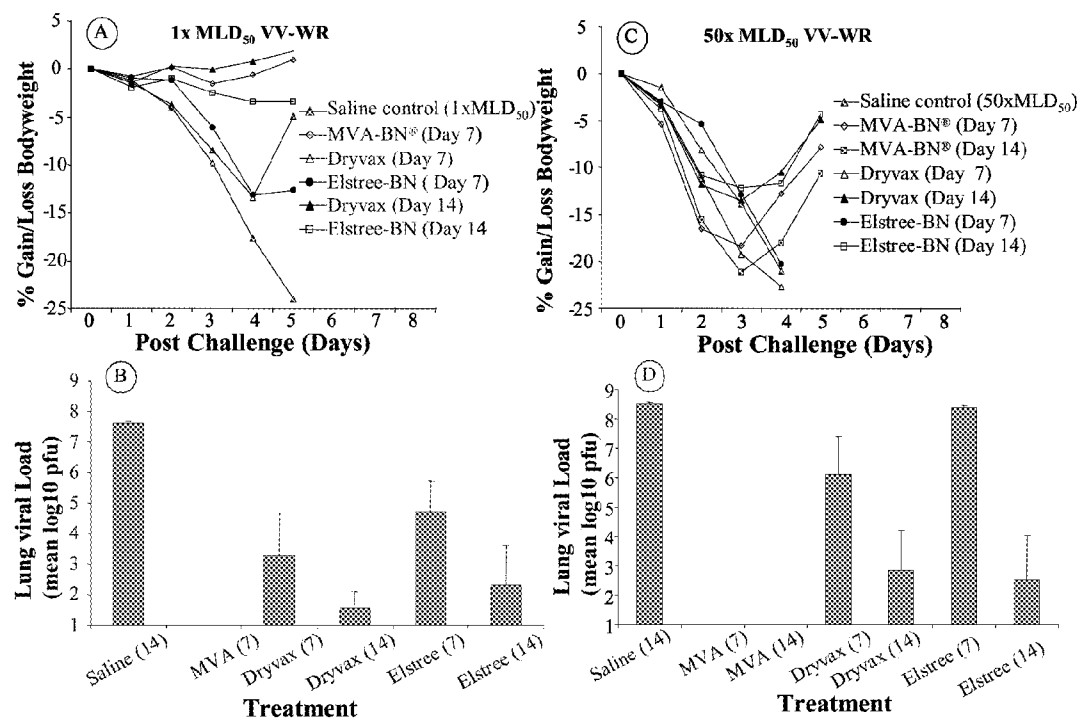 A
1x MLD50 VV-WR
% Gain/Loss Bodyweight
5
0
-5
-10
-15
-20
-25
0 1 2 3 4 5 6 7 8
Post Challenge (Days)
Saline control (1xMLD50)
MVA-BN® (Day 7)
Dryvax (Day 7)
Elstree-BN ( Day 7)
Dryvax (Day 14)
Elstree-BN (Day 14
C
50x MLD50 VV-WR
% Gain/Loss Bodyweight
5
0
-5
-10
-15
-20
-25
0 1 2 3 4 5 6 7 8
Post Challenge (Days)
Saline control (50xMLD50)
MVA-BN® (Day 7)
MVA-BN® (Day 14)
Dryvax (Day 7)
Dryvax (Day 14)
Elstree-BN (Day 7)
Elstree-BN (Day 14)
B
Lung viral Load
(mean log10 pfu)
9
8
7
6
5
4
3
2
1
Saline (14)
MVA (7)
Dryvax (7)
Dryvax (14)
Elstree (7)
Elstree (14)
Treatment
D
Lung viral Load
(mean log10 pfu)
9
8
7
6
5
4
3
2
1
Saline (14)
MVA (7)
MVA (14)
Dryvax (7)
Dryvax (14)
Elstree (7)
Elstree (14)
Treatment